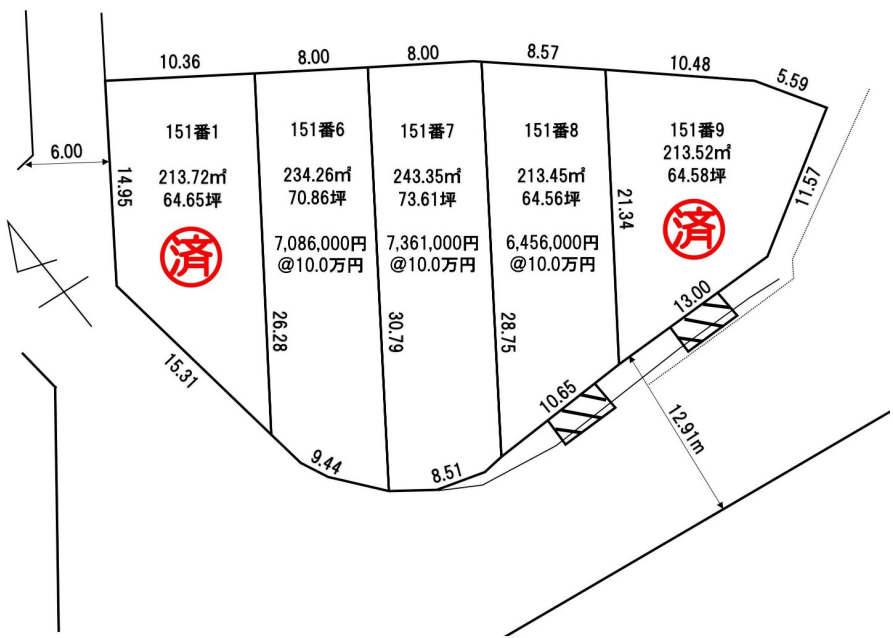 10.36
8.00
8.00
8.57
10.48
5.59
6.00
14.95
151番1
213.72㎡
64.65坪
済
151番6
234.26㎡
70.86坪
7,086,000円
@10.0万円
151番7
243.35㎡
73.61坪
7,361,000円
@10.0万円
151番8
213.45㎡
64.56坪
6,456,000円
@10.0万円
151番9
213.52㎡
64.58坪
済
21.34
11.57
26.28
30.79
28.75
13.00
15.31
10.65
12.91m
9.44
8.51